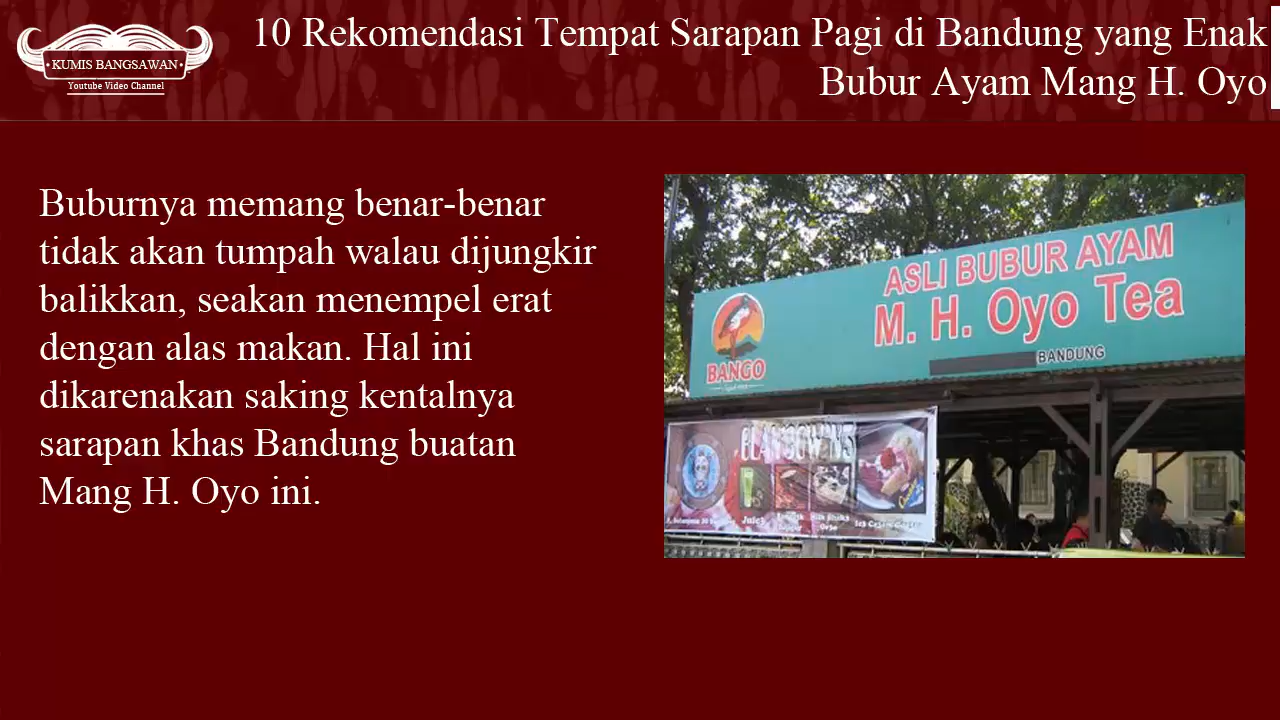 KUMIS BANGSAWAN
Youtube Video Channel
10 Rekomendasi Tempat Sarapan Pagi di Bandung yang Enak
Bubur Ayam Mang H. Oyo
Buburnya memang benar-benar
tidak akan tumpah walau dijungkir
balikkan, seakan menempel erat
dengan alas makan. Hal ini
dikarenakan saking kentalnya
sarapan khas Bandung buatan
Mang H. Oyo ini.
ASLI BUBUR AYAM
M. H. Oyo Tea
BANDUNG
BANGO
Juice